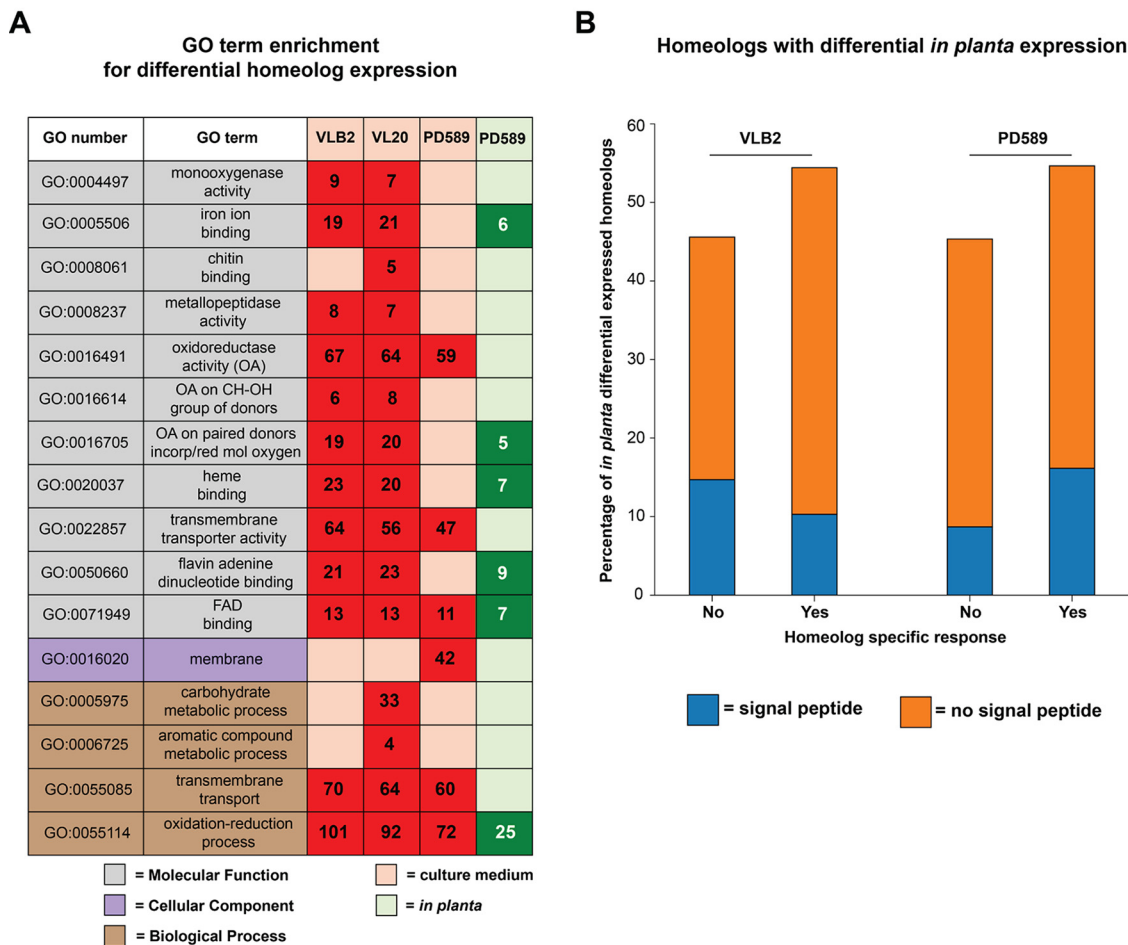 A
GO term enrichment
for differential homeolog expression
GO number GO term VLB2 VL20 PD589 PD589
GO:0004497 monooxygenase activity 9 7
GO:0005506 iron ion binding 19 21 6
GO:0008061 chitin binding 5
GO:0008237 metallopeptidase activity 8 7
GO:0016491 oxidoreductase activity (OA) 67 64 59
GO:0016614 OA on CH-OH group of donors 6 8
GO:0016705 OA on paired donors incorp/red mol oxygen 19 20 5
GO:0020037 heme binding 23 20 7
GO:0022857 transmembrane transporter activity 64 56 47
GO:0050660 flavin adenine dinucleotide binding 21 23 9
GO:0071949 FAD binding 13 13 11 7
GO:0016020 membrane 42
GO:0005975 carbohydrate metabolic process 33
GO:0006725 aromatic compound metabolic process 4
GO:0055085 transmembrane transport 70 64 60
GO:0055114 oxidation-reduction process 101 92 72 25
= Molecular Function
= Cellular Component
= Biological Process
= culture medium
= in planta
B
Homeologs with differential in planta expression
VLB2 PD589
Percentage of in planta differential expressed homeologs
60
50
40
30
20
10
0
No Yes No Yes
Homeolog specific response
= signal peptide = no signal peptide